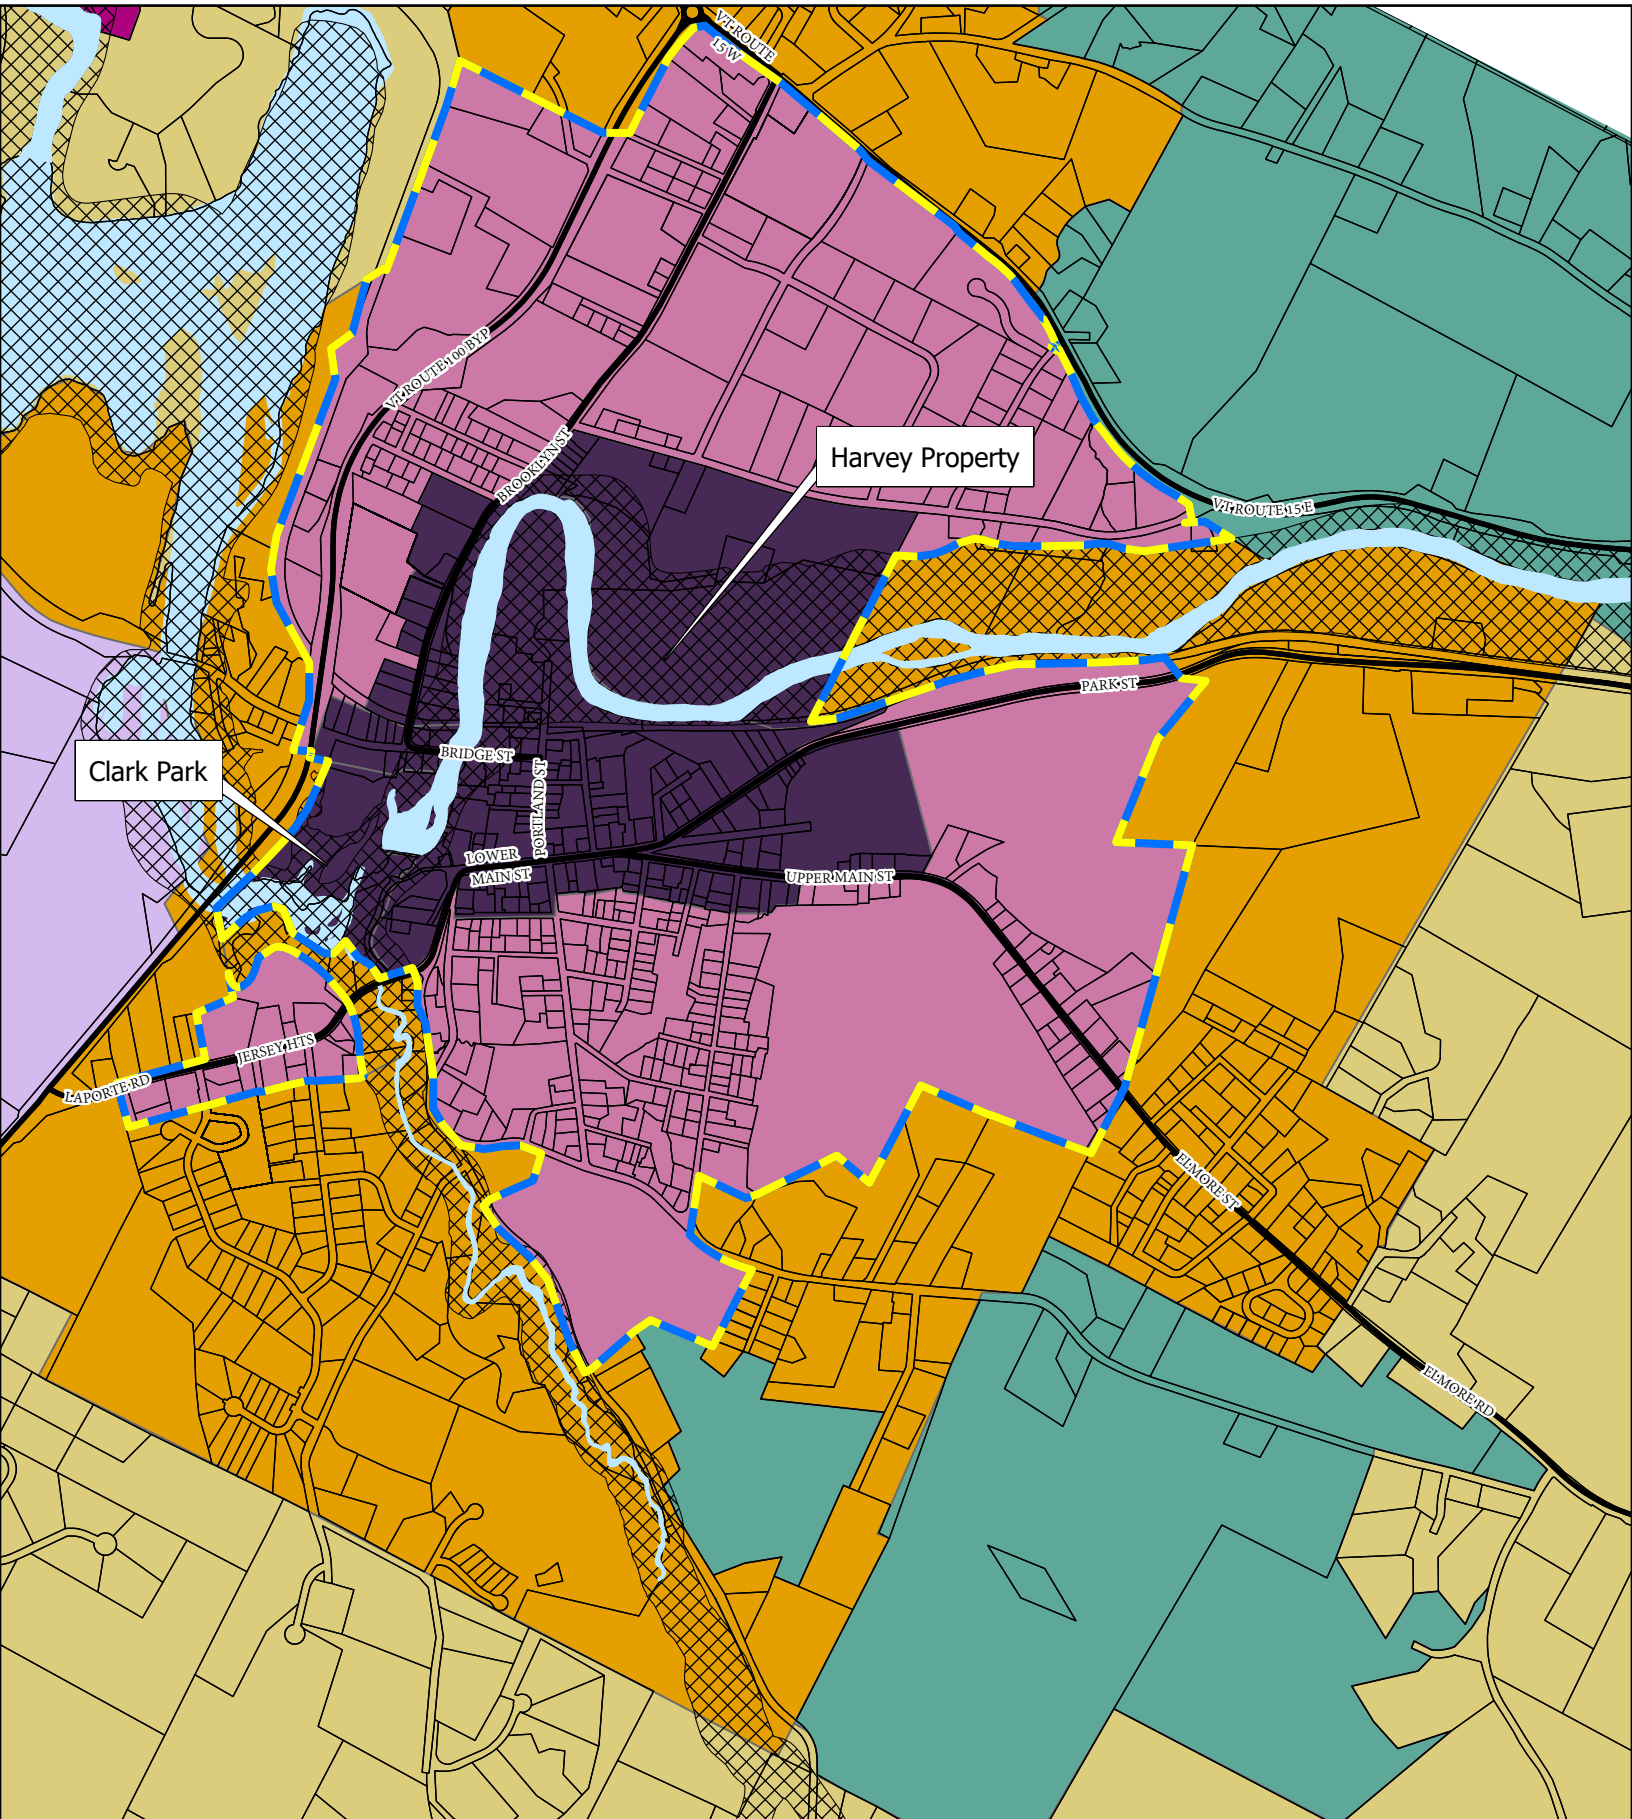 VT ROUTE
15 W
VT ROUTE 100 BYP
BROOKLYN ST
Harvey Property
VT ROUTE 15 E
PARK ST
BRIDGE ST
Clark Park
PORTLAND ST
LOWER
MAIN ST
UPPER MAIN ST
JERSEY HTS
LAPORTE RD
ELMORE ST
ELMORE RD